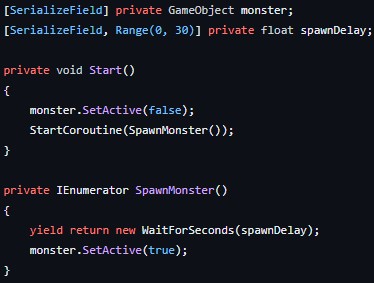 [SerializeField] private GameObject monster;
[SerializeField, Range(0, 30)] private float spawnDelay;

private void Start()
{
    monster.SetActive(false);
    StartCoroutine(SpawnMonster());
}

private IEnumerator SpawnMonster()
{
    yield return new WaitForSeconds(spawnDelay);
    monster.SetActive(true);
}